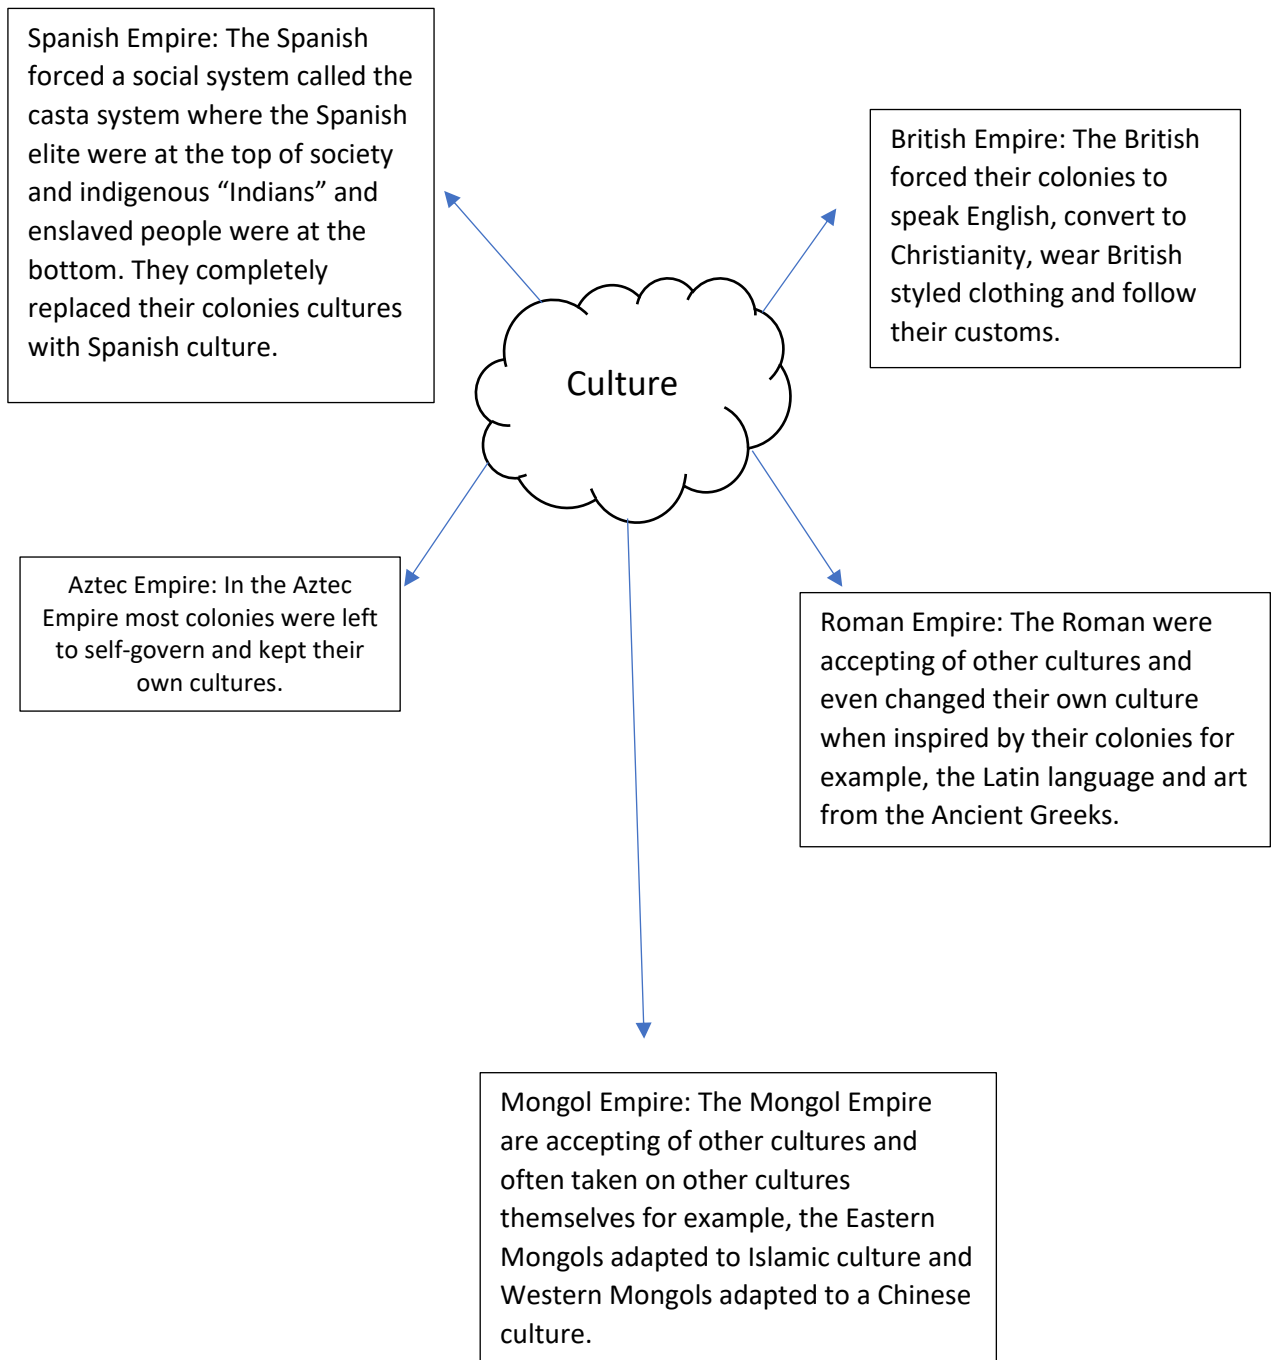 Spanish Empire: The Spanish
forced a social system called the
casta system where the Spanish
elite were at the top of society
and indigenous “Indians” and
enslaved people were at the
bottom. They completely
replaced their colonies cultures
with Spanish culture.
British Empire: The British
forced their colonies to
speak English, convert to
Christianity, wear British
styled clothing and follow
their customs.
Culture
Aztec Empire: In the Aztec
Empire most colonies were left
to self-govern and kept their
own cultures.
Roman Empire: The Roman were
accepting of other cultures and
even changed their own culture
when inspired by their colonies for
example, the Latin language and art
from the Ancient Greeks.
Mongol Empire: The Mongol Empire
are accepting of other cultures and
often taken on other cultures
themselves for example, the Eastern
Mongols adapted to Islamic culture and
Western Mongols adapted to a Chinese
culture.